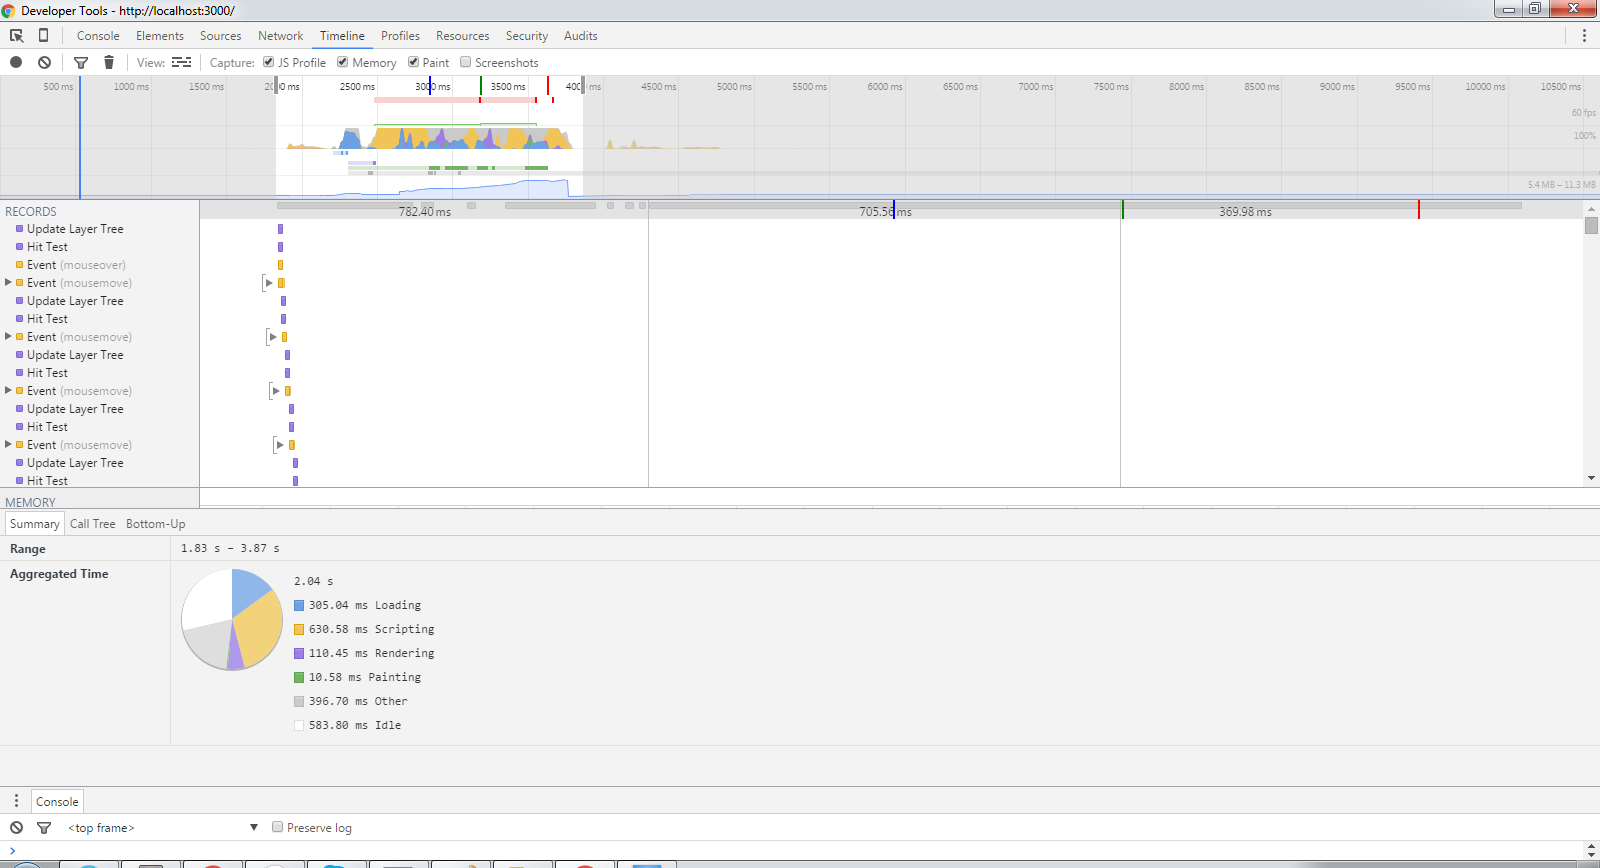 Developer Tools - http://localhost:3000/
Console Elements Sources Network Timeline Profiles Resources Security Audits
View: Capture: JS Profile Memory Paint Screenshots
500 ms 1000 ms 1500 ms 2000 ms 2500 ms 3000 ms 3500 ms 4000 ms 4500 ms 5000 ms 5500 ms 6000 ms 6500 ms 7000 ms 7500 ms 8000 ms 8500 ms 9000 ms 9500 ms 10000 ms 10500 ms
60 fps
100%
5.4 MB – 11.3 MB
RECORDS 782.40 ms 705.56 ms 369.98 ms
Update Layer Tree
Hit Test
Event (mouseover)
Event (mousemove)
Update Layer Tree
Hit Test
Event (mousemove)
Update Layer Tree
Hit Test
Event (mousemove)
Update Layer Tree
Hit Test
Event (mousemove)
Update Layer Tree
Hit Test
MEMORY
Summary Call Tree Bottom-Up
Range 1.83 s – 3.87 s
Aggregated Time
2.04 s
305.04 ms Loading
630.58 ms Scripting
110.45 ms Rendering
10.58 ms Painting
396.70 ms Other
583.80 ms Idle
Console
<top frame> Preserve log